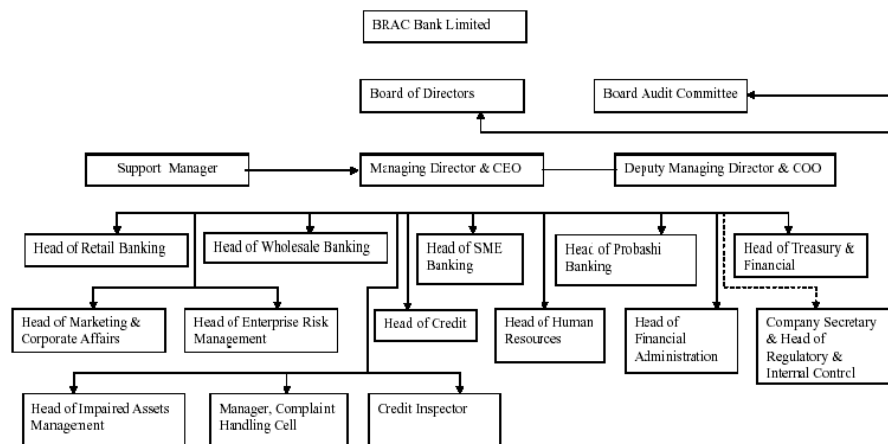 BRAC Bank Limited
Board of Directors
Board Audit Committee
Support Manager
Managing Director & CEO
Deputy Managing Director & COO
Head of Retail Banking
Head of Wholesale Banking
Head of SME
Banking
Head of Probashi
Banking
Head of Treasury &
Financial
Head of Marketing &
Corporate Affairs
Head of Enterprise Risk
Management
Head of Credit
Head of Human
Resources
Head of
Financial
Administration
Company Secretary
& Head of
Regulatory &
Internal Control
Head of Impaired Assets
Management
Manager, Complaint
Handling Cell
Credit Inspector